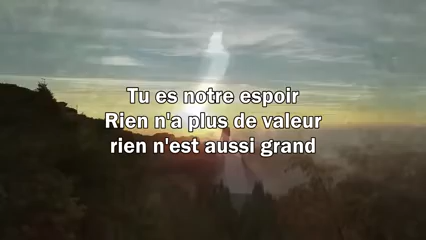 Tu es notre espoir
Rien n'a plus de valeur
rien n'est aussi grand